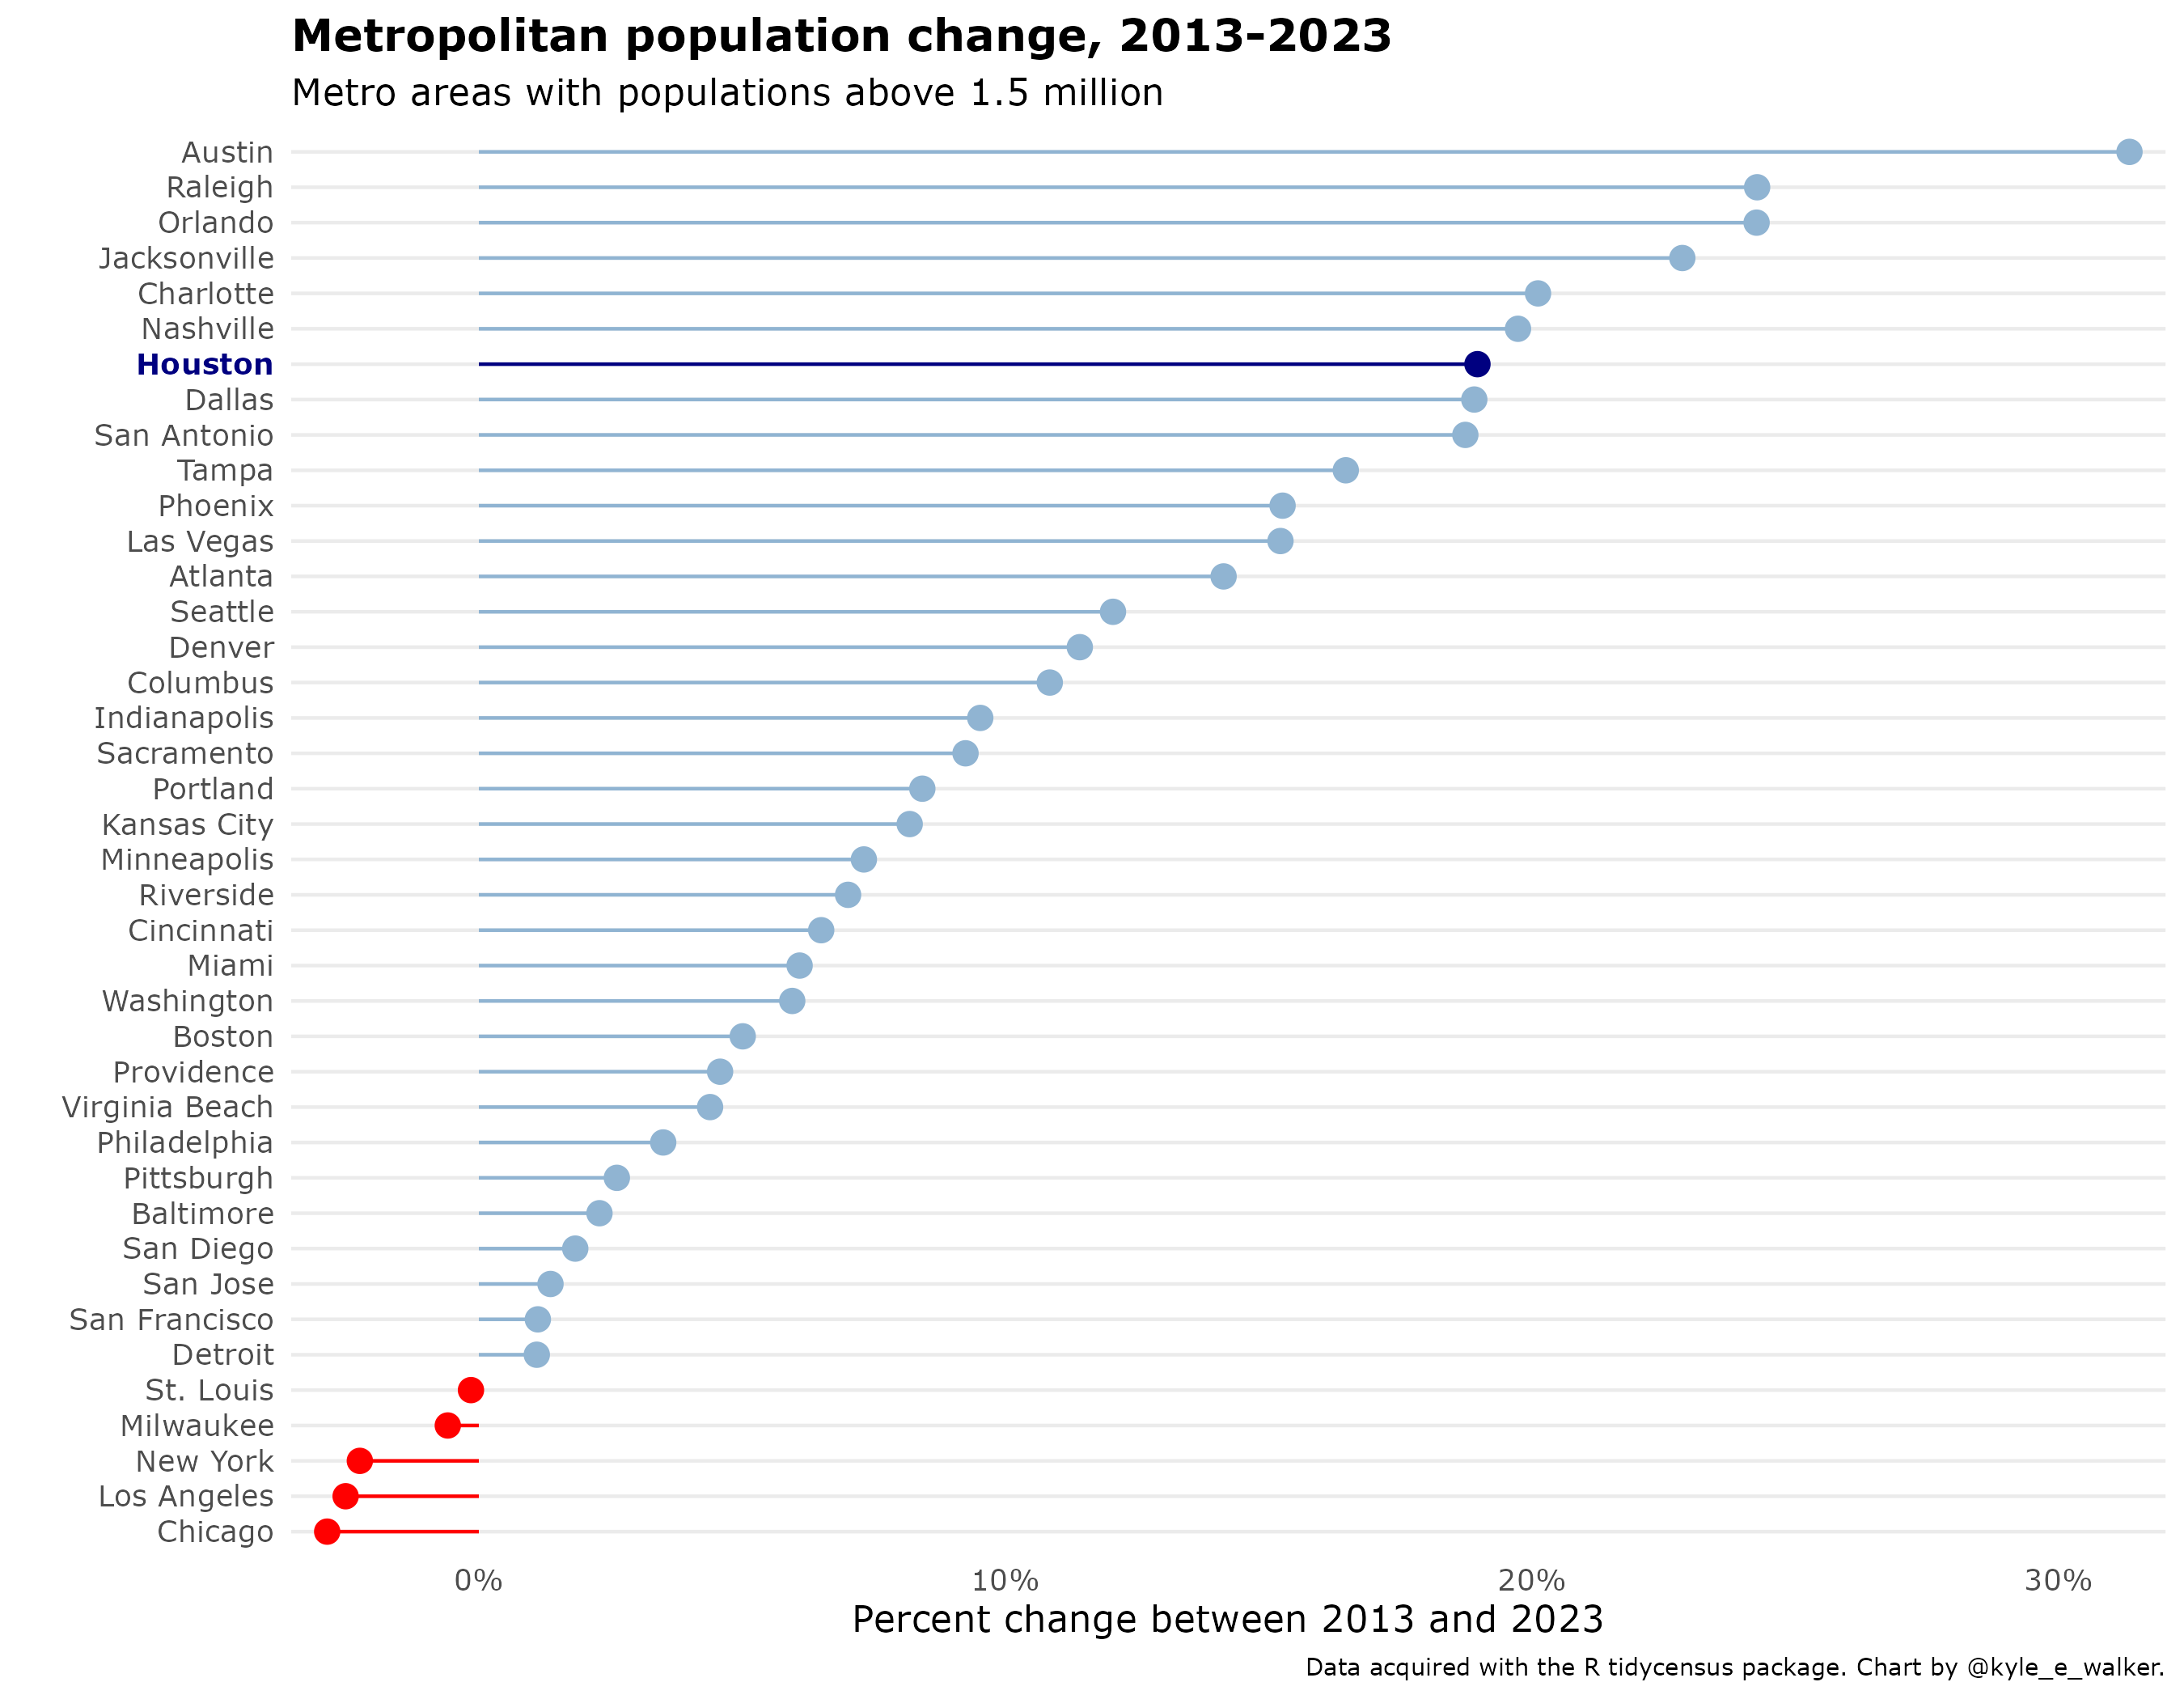 Metropolitan population change, 2013-2023
Metro areas with populations above 1.5 million
Austin
Raleigh
Orlando
Jacksonville
Charlotte
Nashville
Houston
Dallas
San Antonio
Tampa
Phoenix
Las Vegas
Atlanta
Seattle
Denver
Columbus
Indianapolis
Sacramento
Portland
Kansas City
Minneapolis
Riverside
Cincinnati
Miami
Washington
Boston
Providence
Virginia Beach
Philadelphia
Pittsburgh
Baltimore
San Diego
San Jose
San Francisco
Detroit
St. Louis
Milwaukee
New York
Los Angeles
Chicago
0% 10% 20% 30%
Percent change between 2013 and 2023
Data acquired with the R tidycensus package. Chart by @kyle_e_walker.